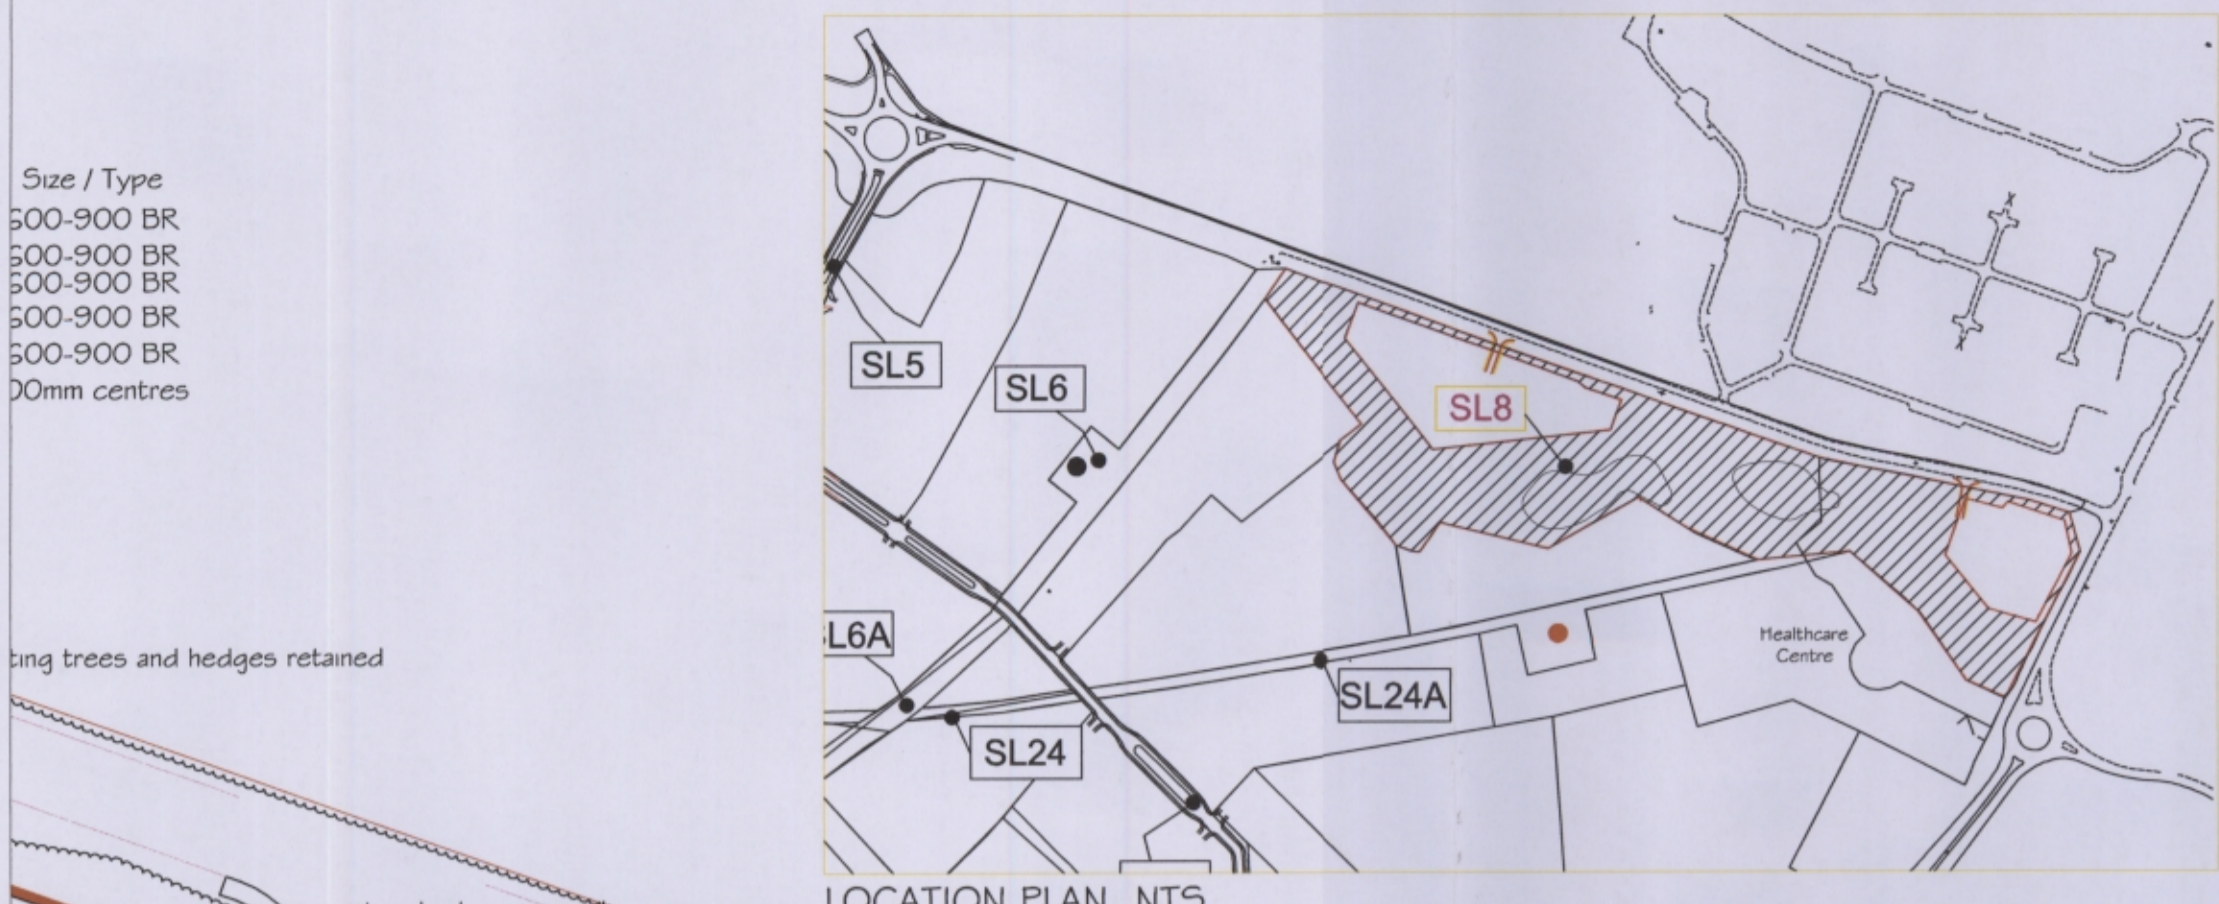 Size / Type
600-900 BR
600-900 BR
600-900 BR
600-900 BR
600-900 BR
00mm centres
ting trees and hedges retained
SL5
SL6
SL8
SL6A
SL24
SL24A
Healthcare
Centre
LOCATION PLAN NTS